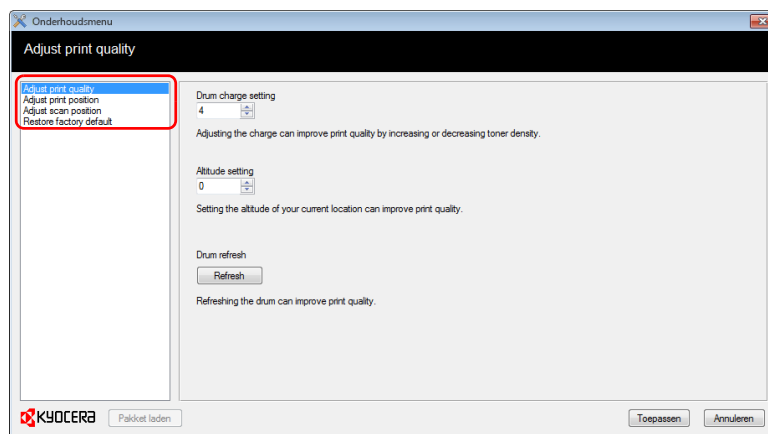 Onderhoudsmenu
Adjust print quality
Adjust print quality
Adjust print position
Adjust scan position
Restore factory default
Drum charge setting
4
Adjusting the charge can improve print quality by increasing or decreasing toner density.
Altitude setting
0
Setting the altitude of your current location can improve print quality.
Drum refresh
Refresh
Refreshing the drum can improve print quality.
KYOCERA
Pakket laden
Toepassen
Annuleren